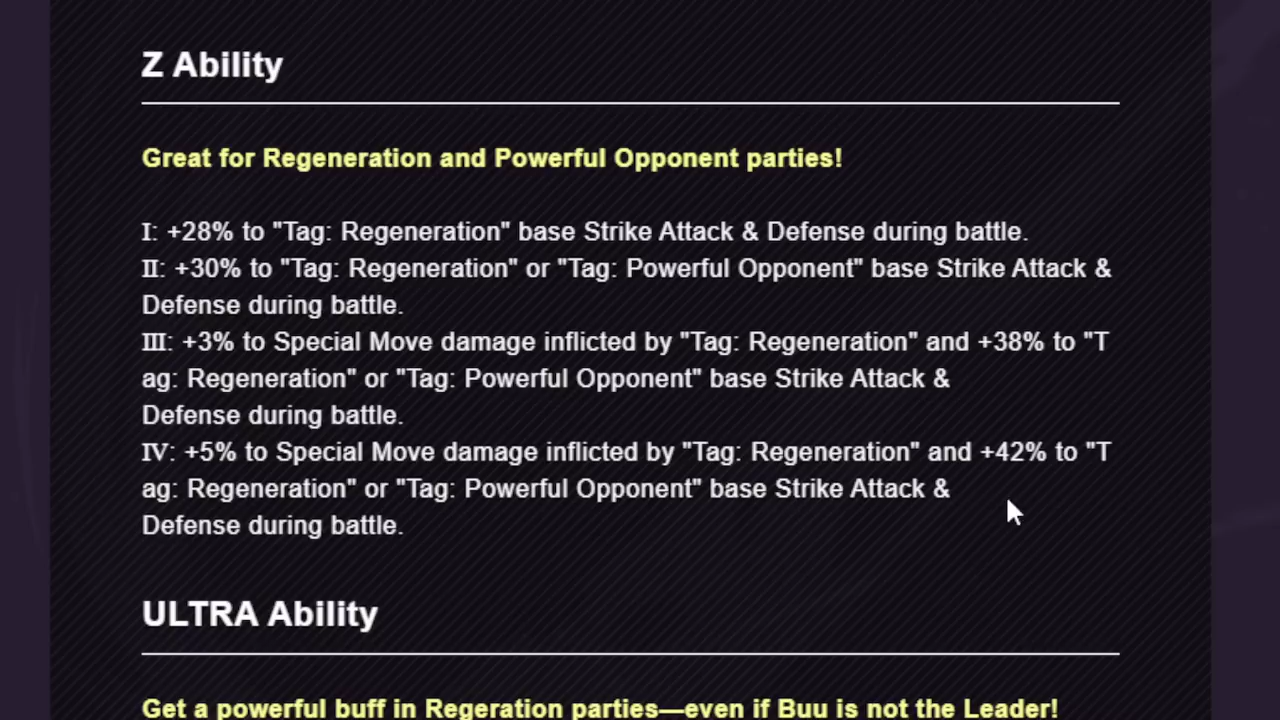 Z Ability
Great for Regeneration and Powerful Opponent parties!
I: +28% to "Tag: Regeneration" base Strike Attack & Defense during battle.
II: +30% to "Tag: Regeneration" or "Tag: Powerful Opponent" base Strike Attack &
Defense during battle.
III: +3% to Special Move damage inflicted by "Tag: Regeneration" and +38% to "T
ag: Regeneration" or "Tag: Powerful Opponent" base Strike Attack &
Defense during battle.
IV: +5% to Special Move damage inflicted by "Tag: Regeneration" and +42% to "T
ag: Regeneration" or "Tag: Powerful Opponent" base Strike Attack &
Defense during battle.
ULTRA Ability
Get a powerful buff in Regeration parties—even if Buu is not the Leader!